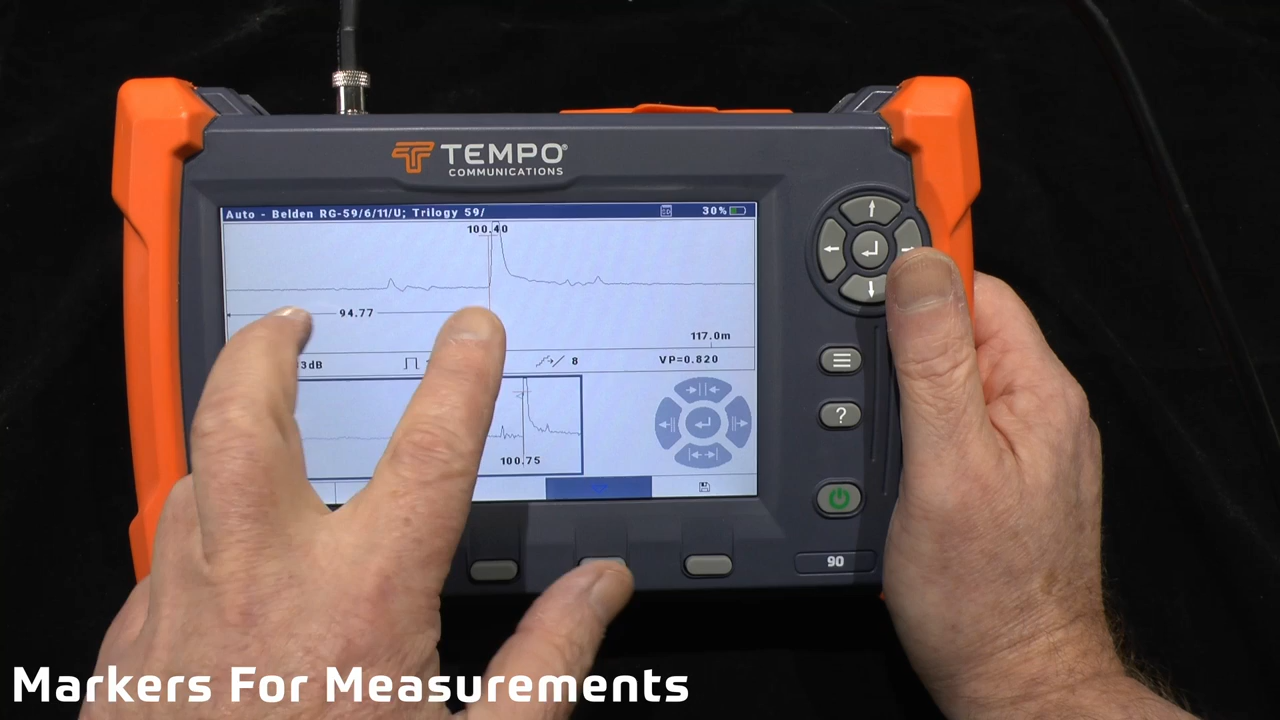 TEMPO®
COMMUNICATIONS
Auto - Belden RG-59/6/11/U; Trilogy 59/
30%
100.40
94.77
117.0m
3dB
8
VP=0.820
100.75
?
90
Markers For Measurements